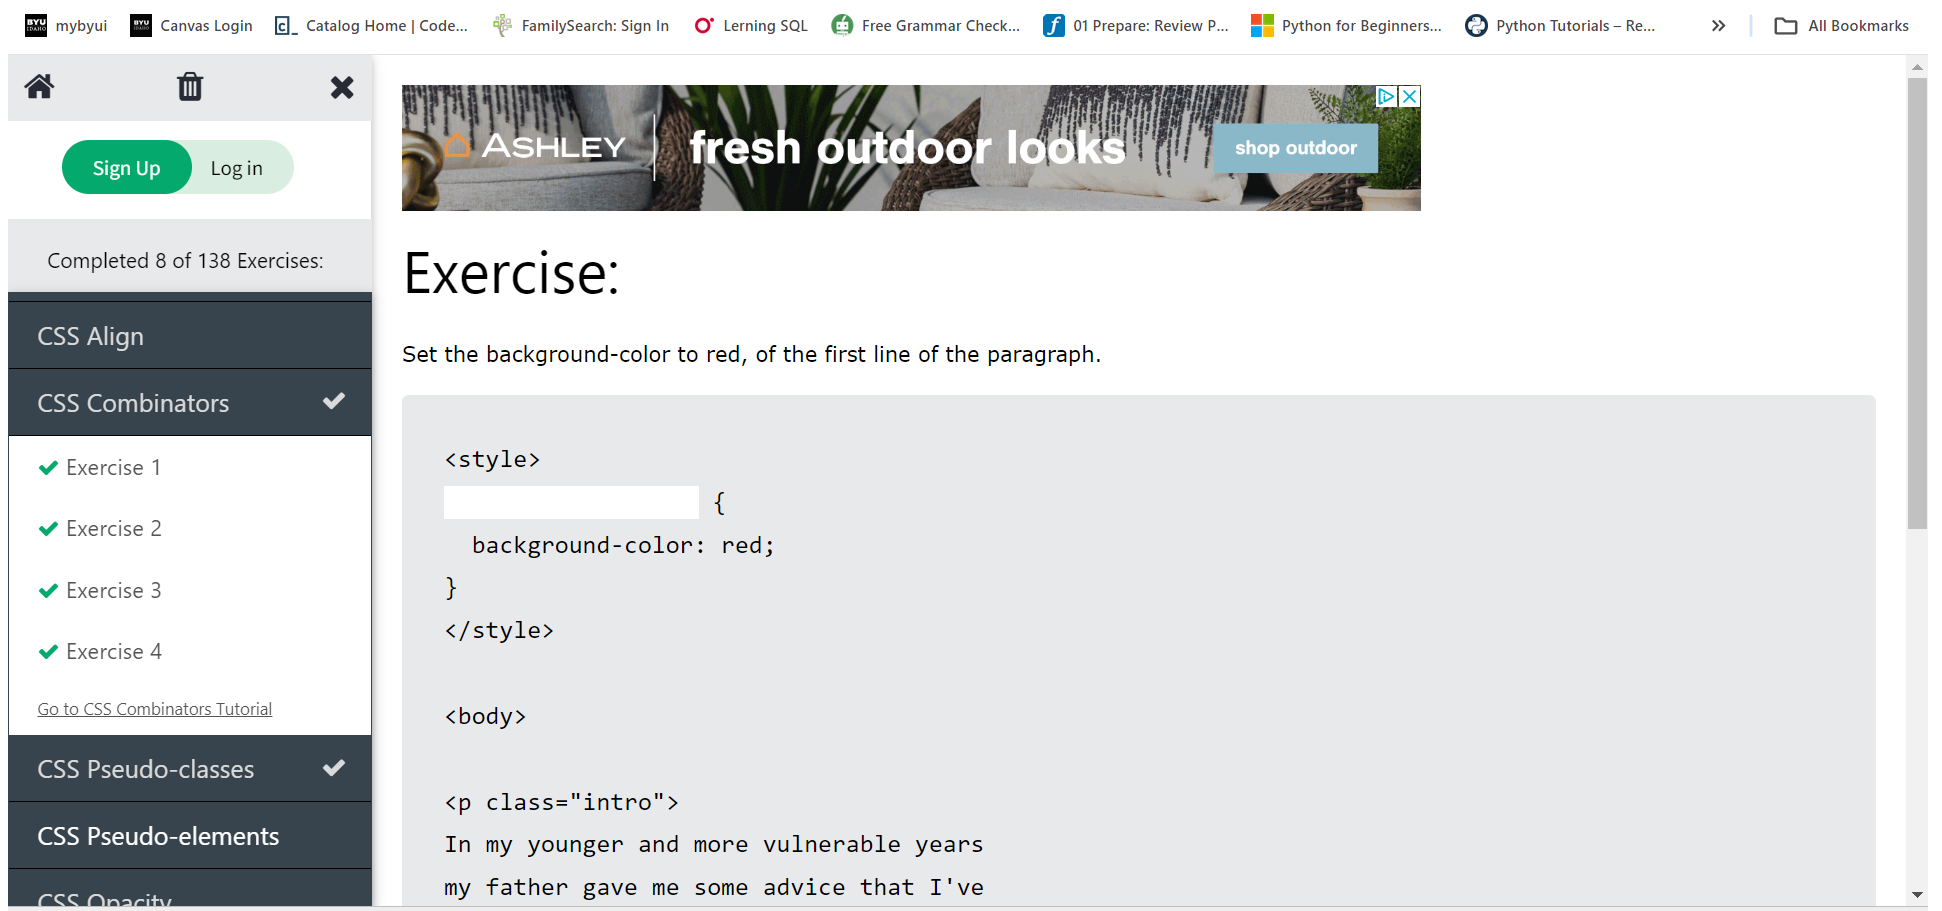 mybyui
Canvas Login
Catalog Home | Code...
FamilySearch: Sign In
Lerning SQL
Free Grammar Check...
01 Prepare: Review P...
Python for Beginners...
Python Tutorials – Re...
All Bookmarks
Sign Up
Log in
Completed 8 of 138 Exercises:
CSS Align
CSS Combinators
Exercise 1
Exercise 2
Exercise 3
Exercise 4
Go to CSS Combinators Tutorial
CSS Pseudo-classes
CSS Pseudo-elements
CSS Opacity
ASHLEY
fresh outdoor looks
shop outdoor
Exercise:
Set the background-color to red, of the first line of the paragraph.
<style>
{
background-color: red;
}
</style>
<body>
<p class="intro">
In my younger and more vulnerable years
my father gave me some advice that I've